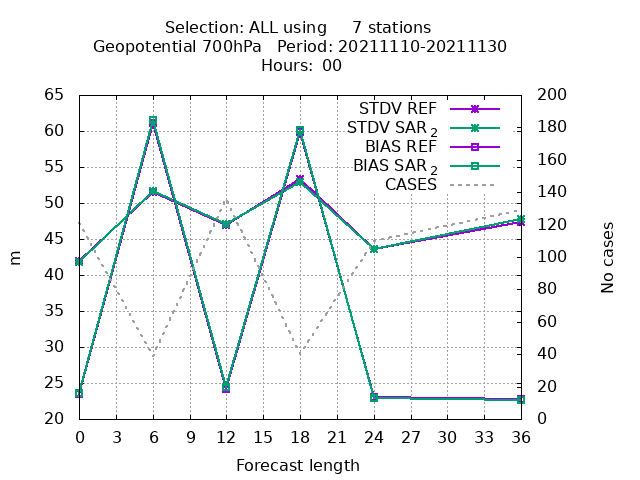 Selection: ALL using     7 stations
Geopotential 700hPa   Period: 20211110-20211130
Hours: 00
65 200
STDV REF
60 180
STDV SAR 2
BIAS REF
55 160
BIAS SAR 2
CASES
50 140
45 120
40 100
35 80
60
30 40
25 20
20 0
m
No cases
0 3 6 9 12 15 18 21 24 27 30 33 36
Forecast length